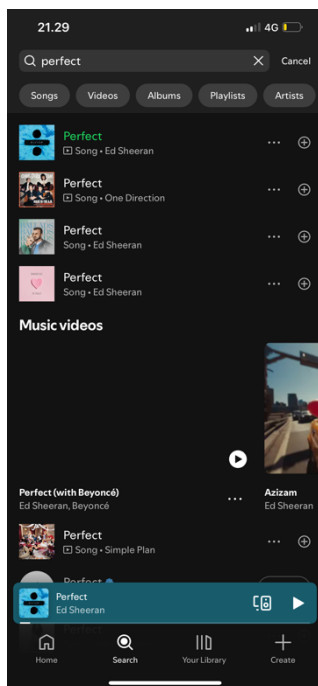 21.29
4G
perfect
Cancel
Songs
Videos
Albums
Playlists
Artists
Perfect
Song • Ed Sheeran
Perfect
Song • One Direction
Perfect
Song • Ed Sheeran
Perfect
Song • Ed Sheeran
Music videos
Perfect (with Beyoncé)
Ed Sheeran, Beyoncé
Azizam
Ed Sheeran
Perfect
Song • Simple Plan
Perfect
Perfect
Ed Sheeran
Perfect
Home
Search
Your Library
Create